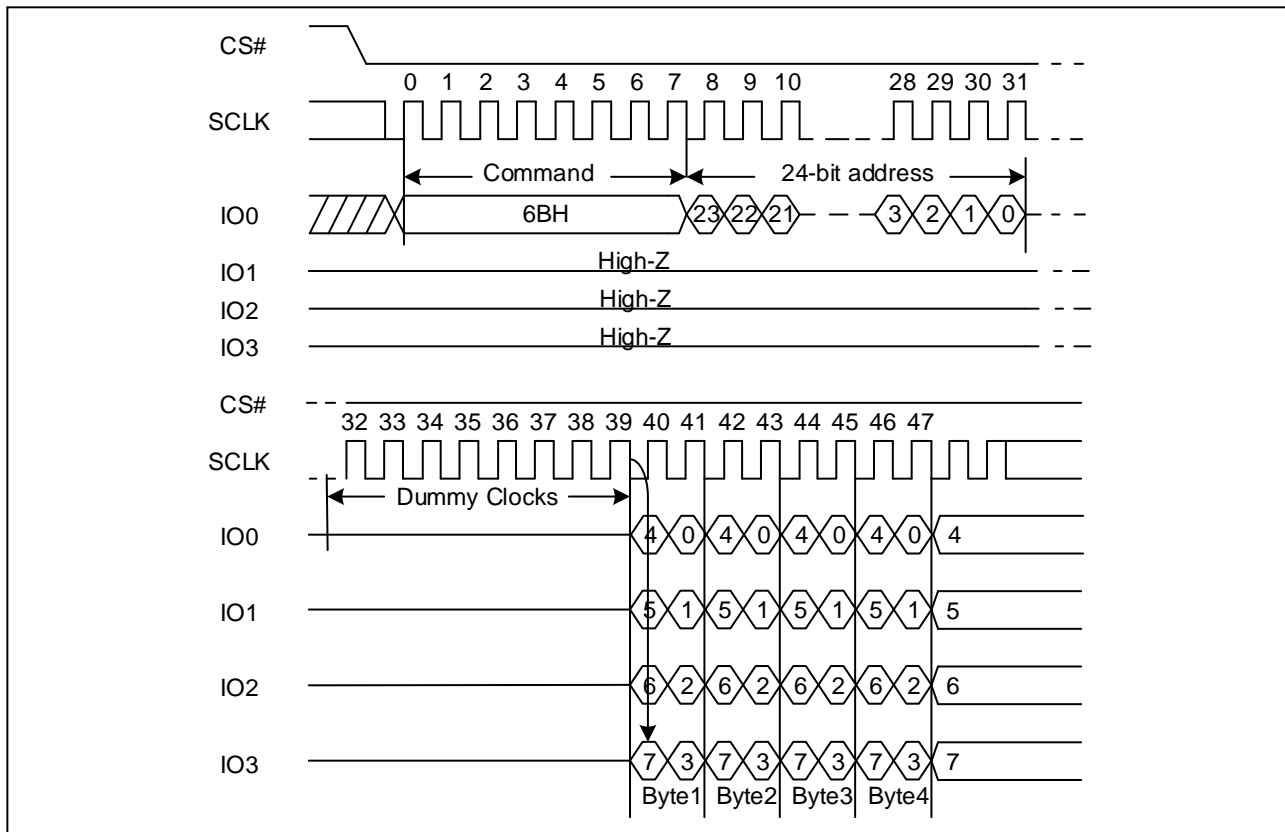 CS#
0 1 2 3 4 5 6 7 8 9 10 28 29 30 31
SCLK
Command 24-bit address
IO0 6BH 23 22 21 3 2 1 0
IO1 High-Z
IO2 High-Z
IO3 High-Z
CS#
32 33 34 35 36 37 38 39 40 41 42 43 44 45 46 47
SCLK
Dummy Clocks
IO0 4 0 4 0 4 0 4 0 4
IO1 5 1 5 1 5 1 5 1 5
IO2 6 2 6 2 6 2 6 2 6
IO3 7 3 7 3 7 3 7 3 7
Byte1 Byte2 Byte3 Byte4